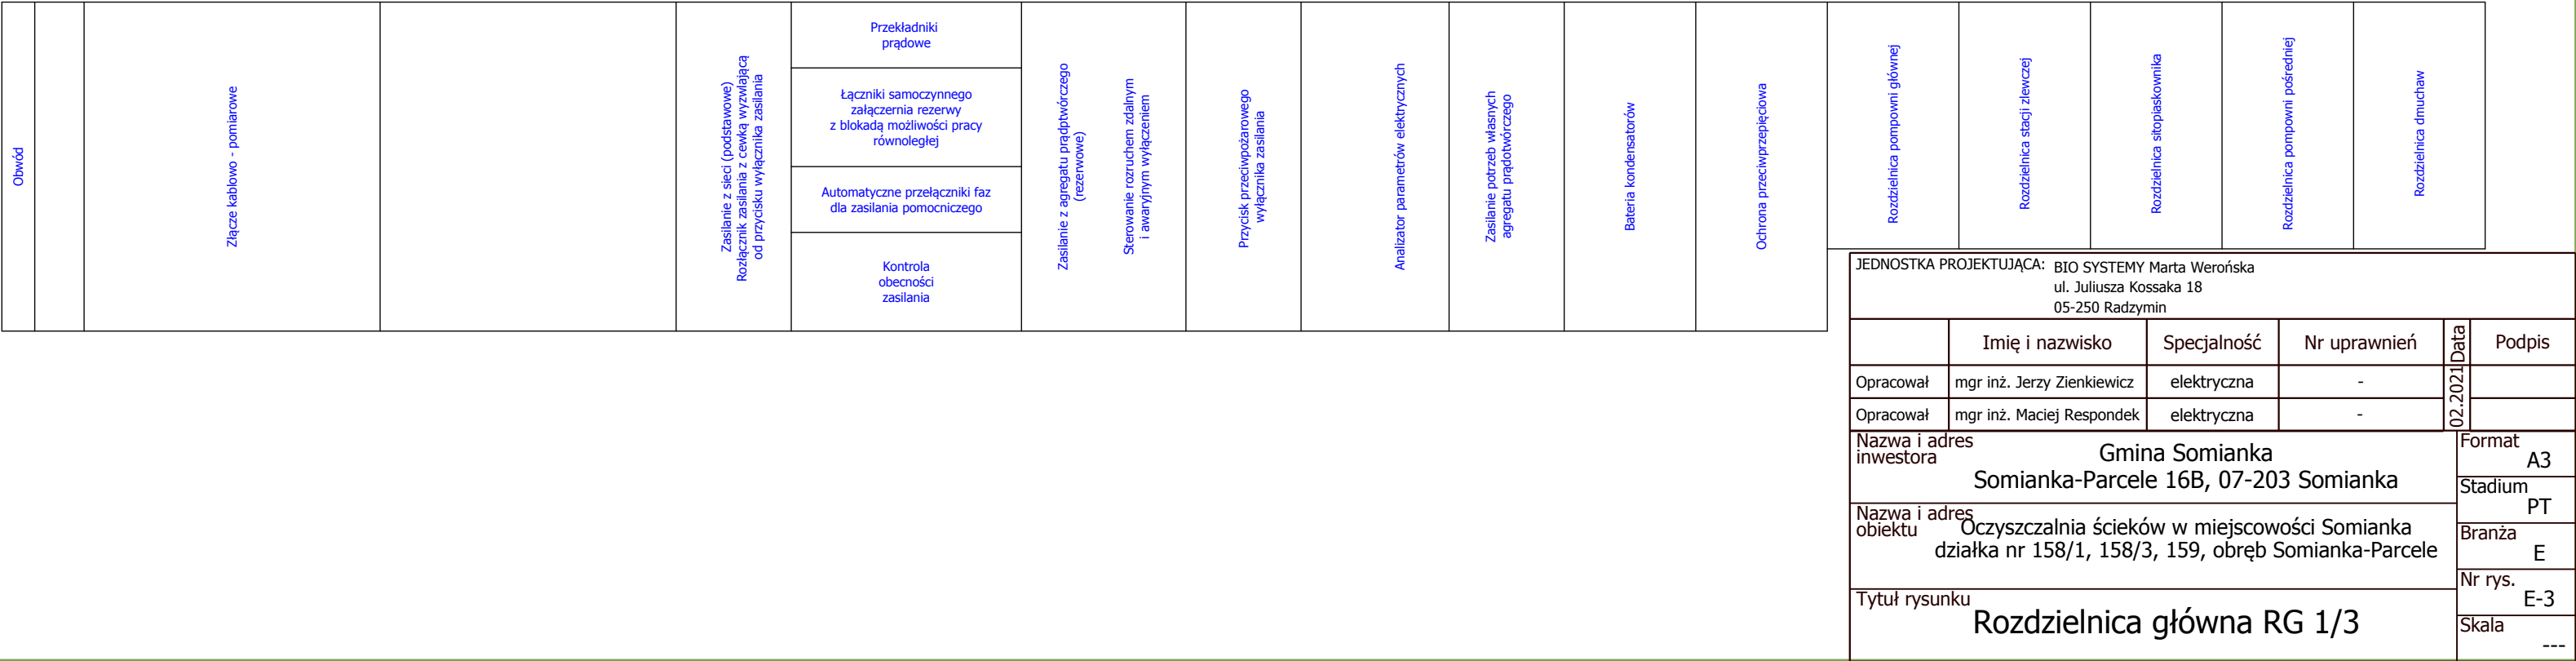 Obwód
Złącze kablowo - pomiarowe
Zasilanie z sieci (podstawowe)
Rozłącznik zasilania z cewką wyzwlającą
od przycisku wyłącznika zasilania
Przekładniki
prądowe
Łączniki samoczynnego
załączernia rezerwy
z blokadą możliwości pracy
równoległej
Automatyczne przełączniki faz
dla zasilania pomocniczego
Kontrola
obecności
zasilania
Zasilanie z agregatu prądptwórczego
(rezerwowe)
Sterowanie rozruchem zdalnym
i awaryjnym wyłączeniem
Przycisk przeciwpożarowego
wyłącznika zasilania
Analizator parametrów elektrycznych
Zasilanie potrzeb własnych
agregatu prądotwórczego
Bateria kondensatorów
Ochrona przeciwprzepięciowa
Rozdzielnica pompowni głównej
Rozdzielnica stacj zlewczej
Rozdzielnica sitopiaskownika
Rozdzielnica pompowni pośredniej
Rozdzielnica dmuchaw
JEDNOSTKA PROJEKTUJĄCA: BIO SYSTEMY Marta Werońska
ul. Juliusza Kossaka 18
05-250 Radzymin
Imię i nazwisko Specjalność Nr uprawnień Data Podpis
Opracował mgr inż. Jerzy Zienkiewicz elektryczna -
02.2021
Opracował mgr inż. Maciej Respondek elektryczna -
Nazwa i adres
inwestora
Gmina Somianka
Somianka-Parcele 16B, 07-203 Somianka
Format
A3
Stadium
PT
Nazwa i adres
obiektu
Oczyszczalnia ścieków w miejscowości Somianka
działka nr 158/1, 158/3, 159, obręb Somianka-Parcele
Branża
E
Nr rys.
E-3
Tytuł rysunku
Rozdzielnica główna RG 1/3
Skala
---